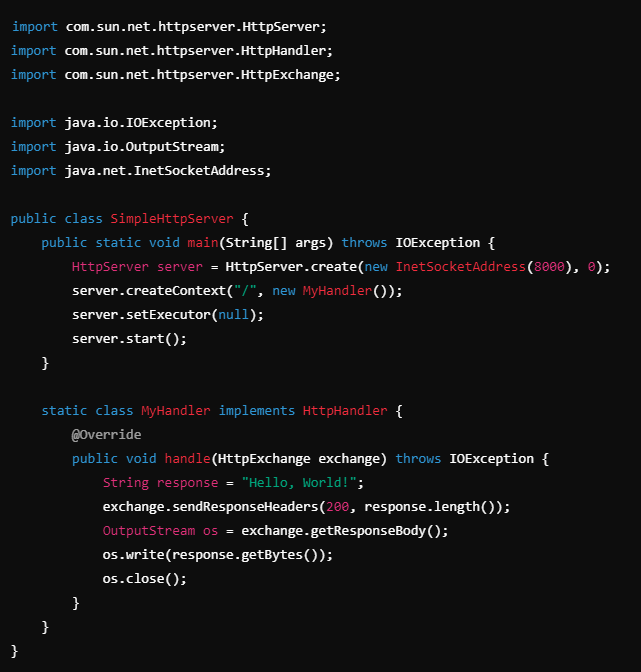 import com.sun.net.httpserver.HttpServer;
import com.sun.net.httpserver.HttpHandler;
import com.sun.net.httpserver.HttpExchange;

import java.io.IOException;
import java.io.OutputStream;
import java.net.InetSocketAddress;

public class SimpleHttpServer {
    public static void main(String[] args) throws IOException {
        HttpServer server = HttpServer.create(new InetSocketAddress(8000), 0);
        server.createContext("/", new MyHandler());
        server.setExecutor(null);
        server.start();
    }

    static class MyHandler implements HttpHandler {
        @Override
        public void handle(HttpExchange exchange) throws IOException {
            String response = "Hello, World!";
            exchange.sendResponseHeaders(200, response.length());
            OutputStream os = exchange.getResponseBody();
            os.write(response.getBytes());
            os.close();
        }
    }
}